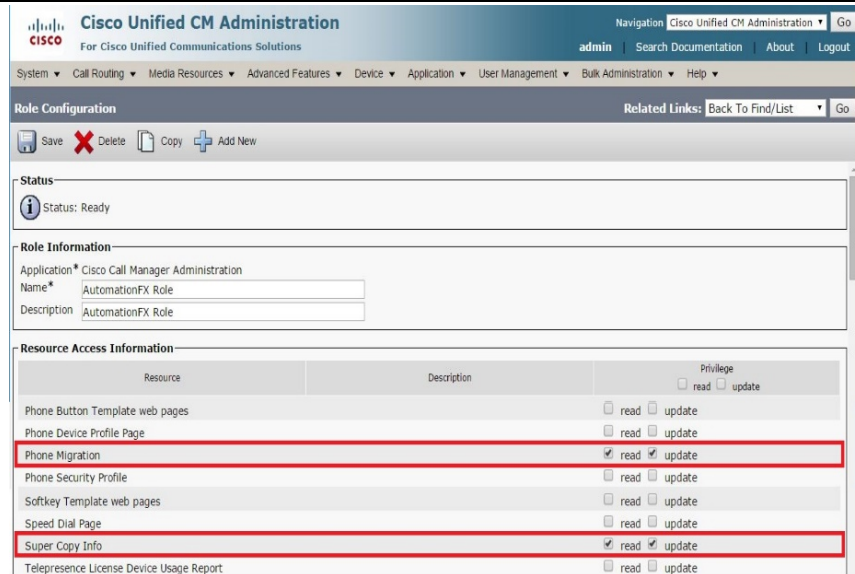 Cisco Unified CM Administration
Navigation Cisco Unified CM Administration Go
CISCO
For Cisco Unified Communications Solutions
admin Search Documentation About Logout
System Call Routing Media Resources Advanced Features Device Application User Management Bulk Administration Help
Role Configuration
Related Links: Back To Find/List Go
Save Delete Copy Add New
Status
i Status: Ready
Role Information
Application* Cisco Call Manager Administration
Name* AutomationFX Role
Description AutomationFX Role
Resource Access Information
Resource Description Privilege
read update
Phone Button Template web pages read update
Phone Device Profile Page read update
Phone Migration read update
Phone Security Profile read update
Softkey Template web pages read update
Speed Dial Page read update
Super Copy Info read update
Telepresence License Device Usage Report read update